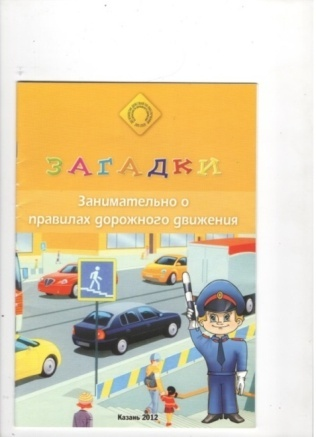 ЗАГАДКИ
Занимательно о
правилах дорожного движения
Казань 2012